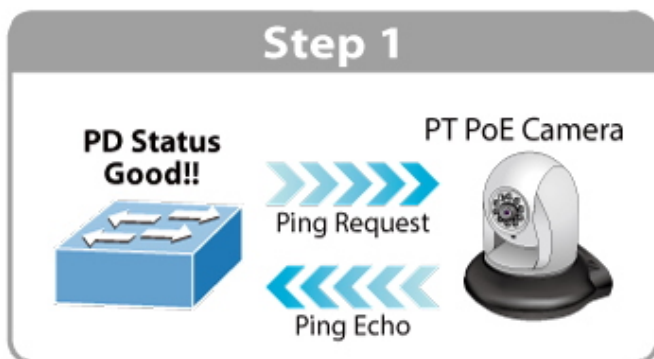 Step 1
PD Status
Good!!
PT PoE Camera
Ping Request
Ping Echo